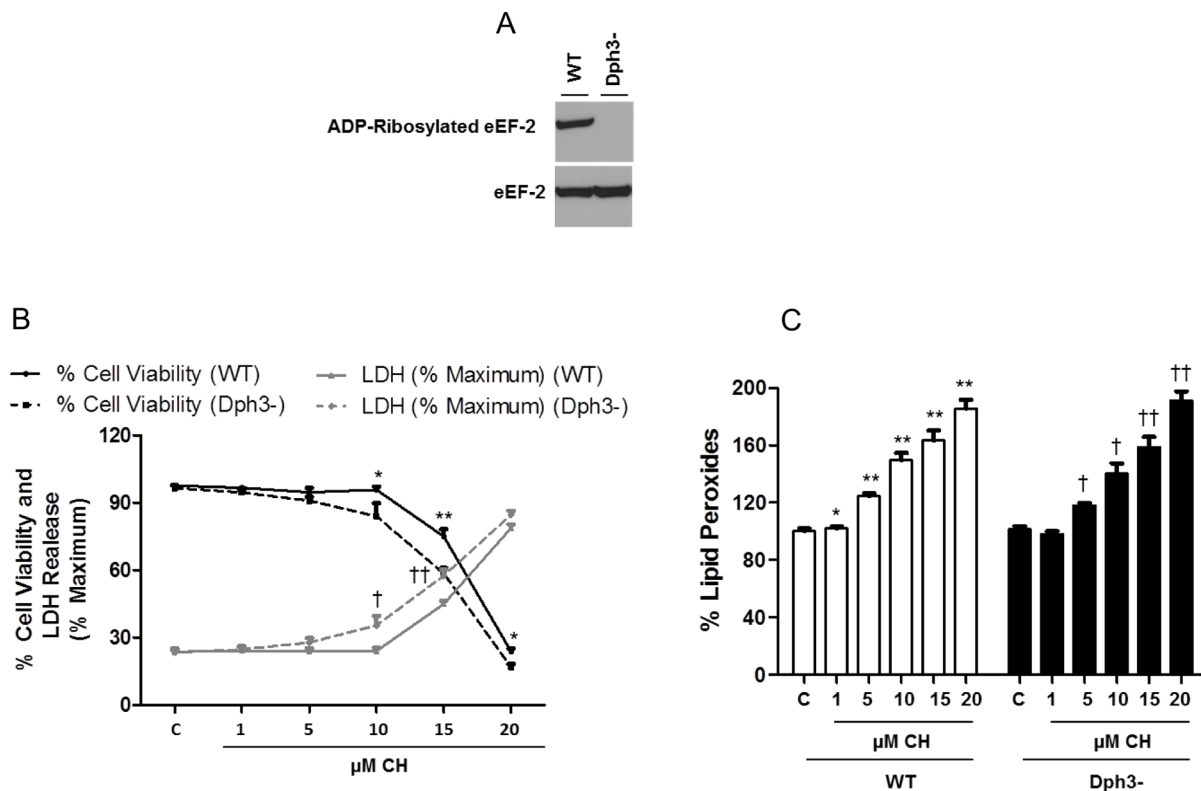 A
WT
Dph3-
ADP-Ribosylated eEF-2
eEF-2
B
% Cell Viability (WT)
LDH (% Maximum) (WT)
% Cell Viability (Dph3-)
LDH (% Maximum) (Dph3-)
% Cell Viability and
LDH Realease
(% Maximum)
120
90
60
30
0
*
**
*
†
††
C 1 5 10 15 20
µM CH
C
% Lipid Peroxides
200
160
120
80
40
0
* ** ** ** **
† † †† ††
C 1 5 10 15 20 C 1 5 10 15 20
µM CH µM CH
WT Dph3-